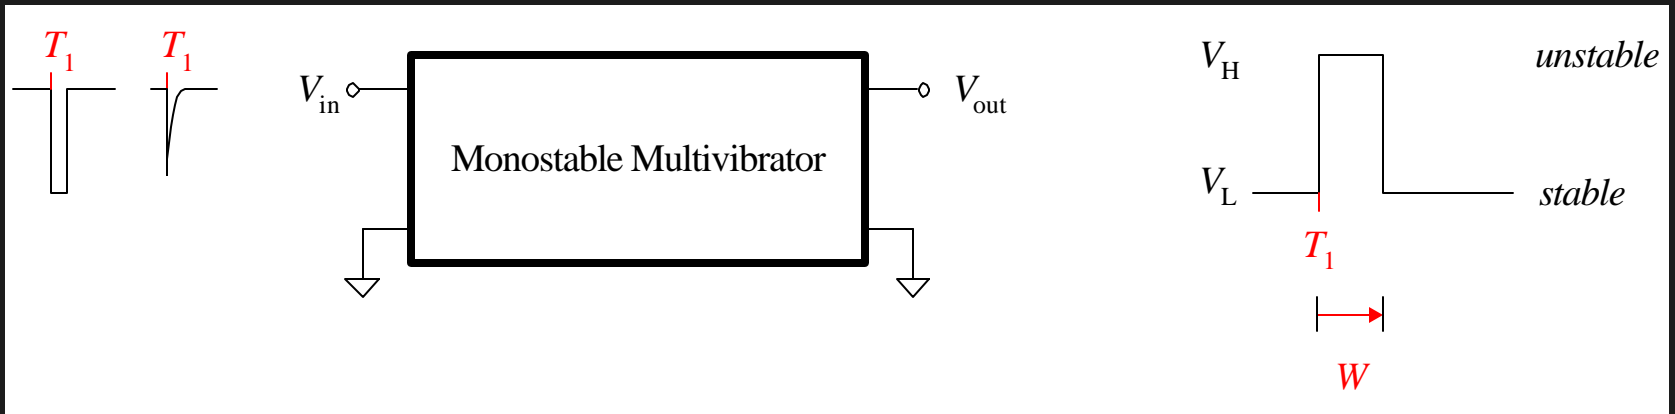 T1 T1
Vin
Monostable Multivibrator
Vout
VH unstable
VL stable
T1
W